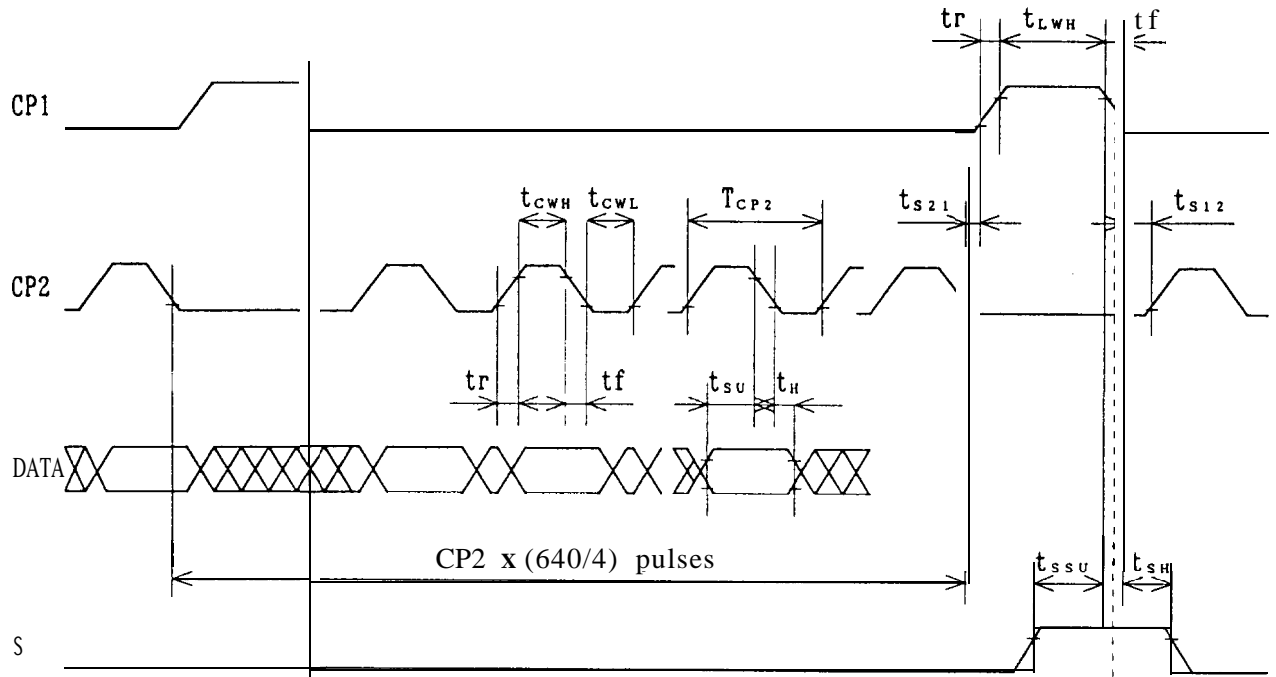 tr tLWH tf
CP1
tCWH tCWL TCP2 tS21 tS12
CP2
tr tf tSU tH
DATA
CP2 x (640/4) pulses
tSSU tSH
S